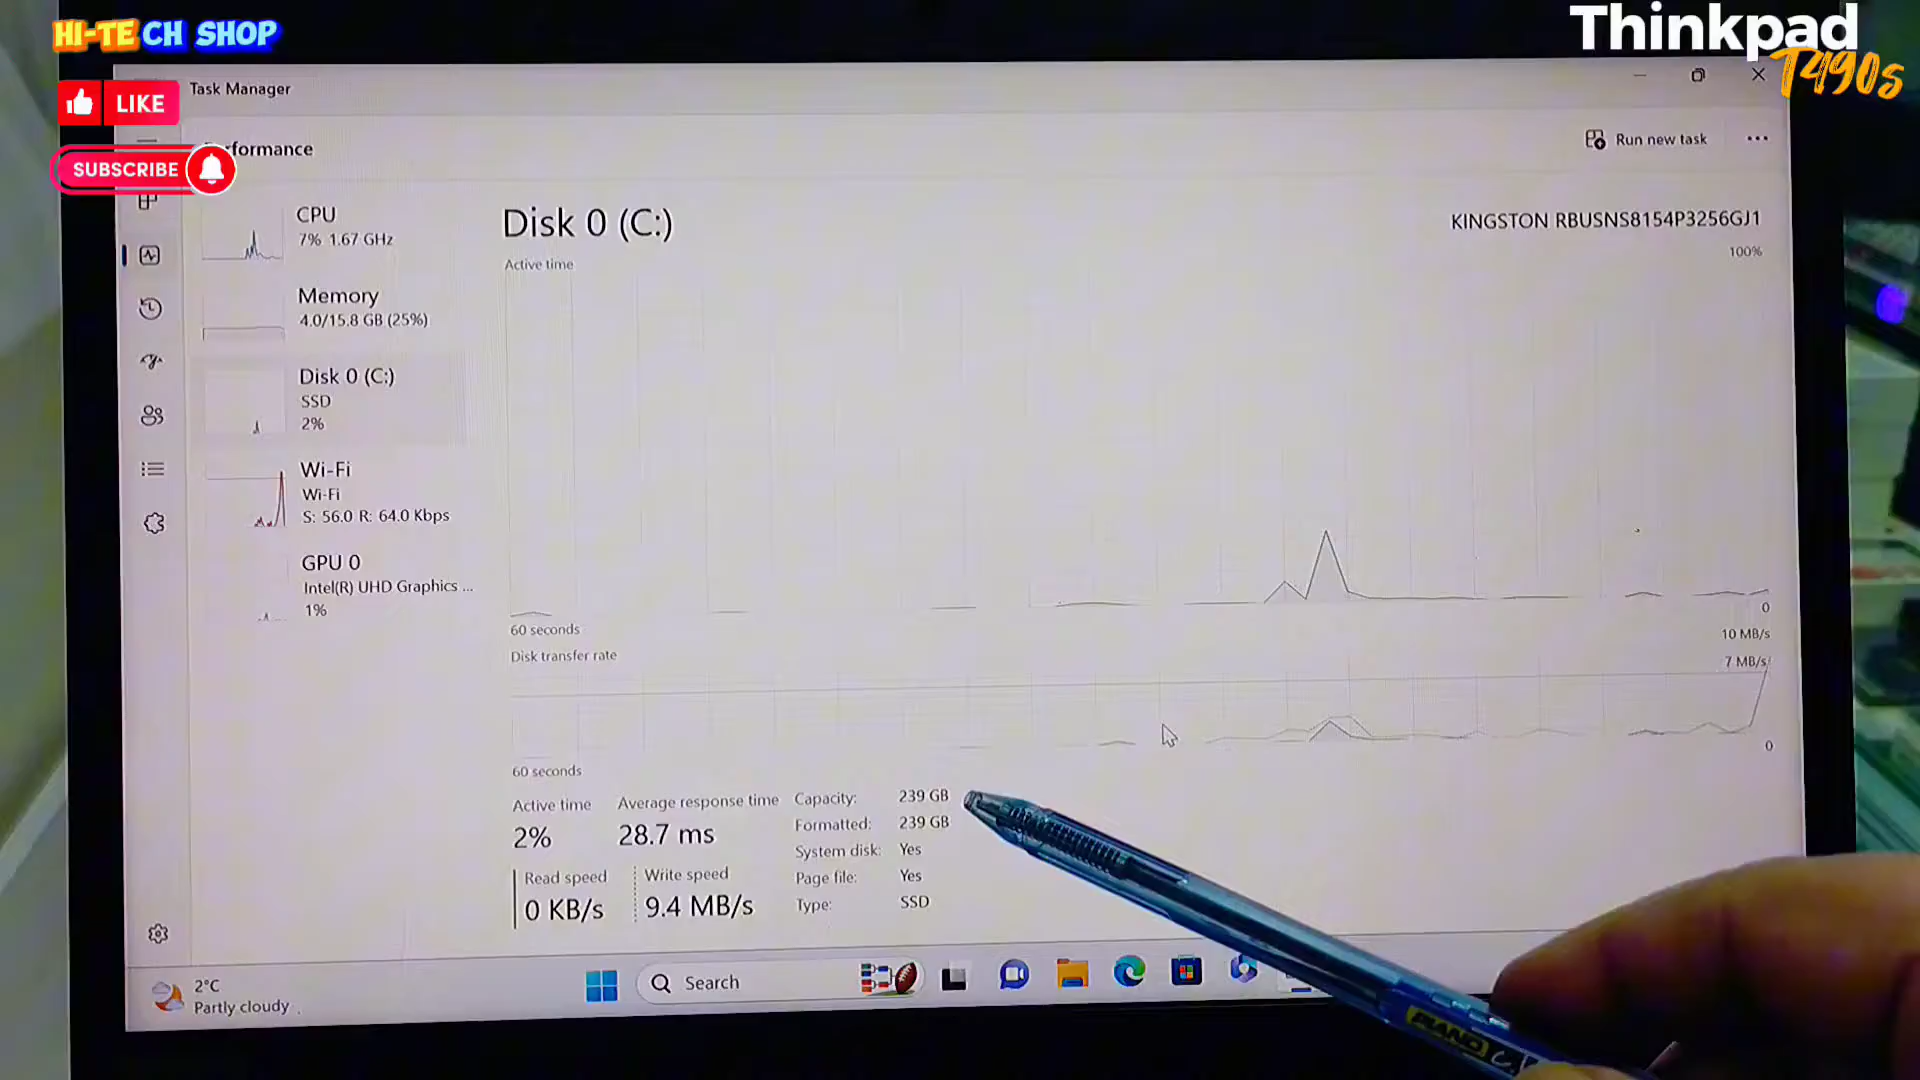 HI-TECH SHOP
Thinkpad
T490s
LIKE
SUBSCRIBE
Task Manager
formance
Run new task
CPU
7% 1.67 GHz
Memory
4.0/15.8 GB (25%)
Disk 0 (C:)
SSD
2%
Wi-Fi
Wi-Fi
S: 56.0 R: 64.0 Kbps
GPU 0
Intel(R) UHD Graphics ...
1%
Disk 0 (C:)
KINGSTON RBUSNS8154P3256GJ1
Active time
100%
60 seconds
0
Disk transfer rate
10 MB/s
7 MB/s
60 seconds
0
Active time
2%
Average response time
28.7 ms
Read speed
0 KB/s
Write speed
9.4 MB/s
Capacity: 239 GB
Formatted: 239 GB
System disk: Yes
Page file: Yes
Type: SSD
2°C
Partly cloudy
Search
PIANO